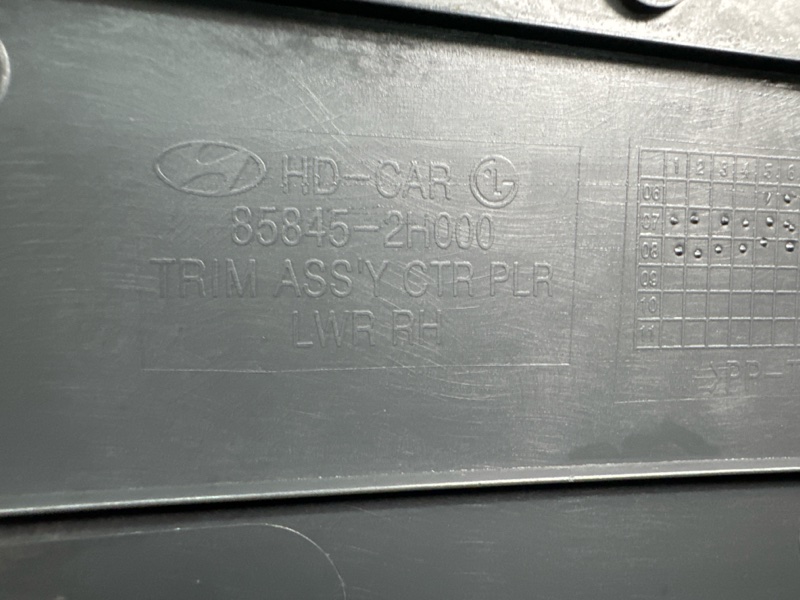 HD-CAR
85845-2H000
TRIM ASS'Y CTR PLR
LWR RH
1 2 3 4 5 6
06
07
08
09
10
11
>PP-T